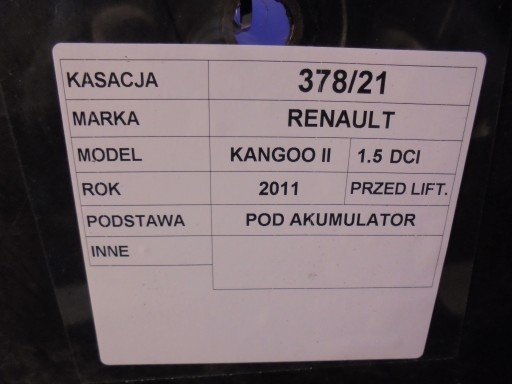 KASACJA 378/21
MARKA RENAULT
MODEL KANGOO II 1.5 DCI
ROK 2011 PRZED LIFT.
PODSTAWA POD AKUMULATOR
INNE